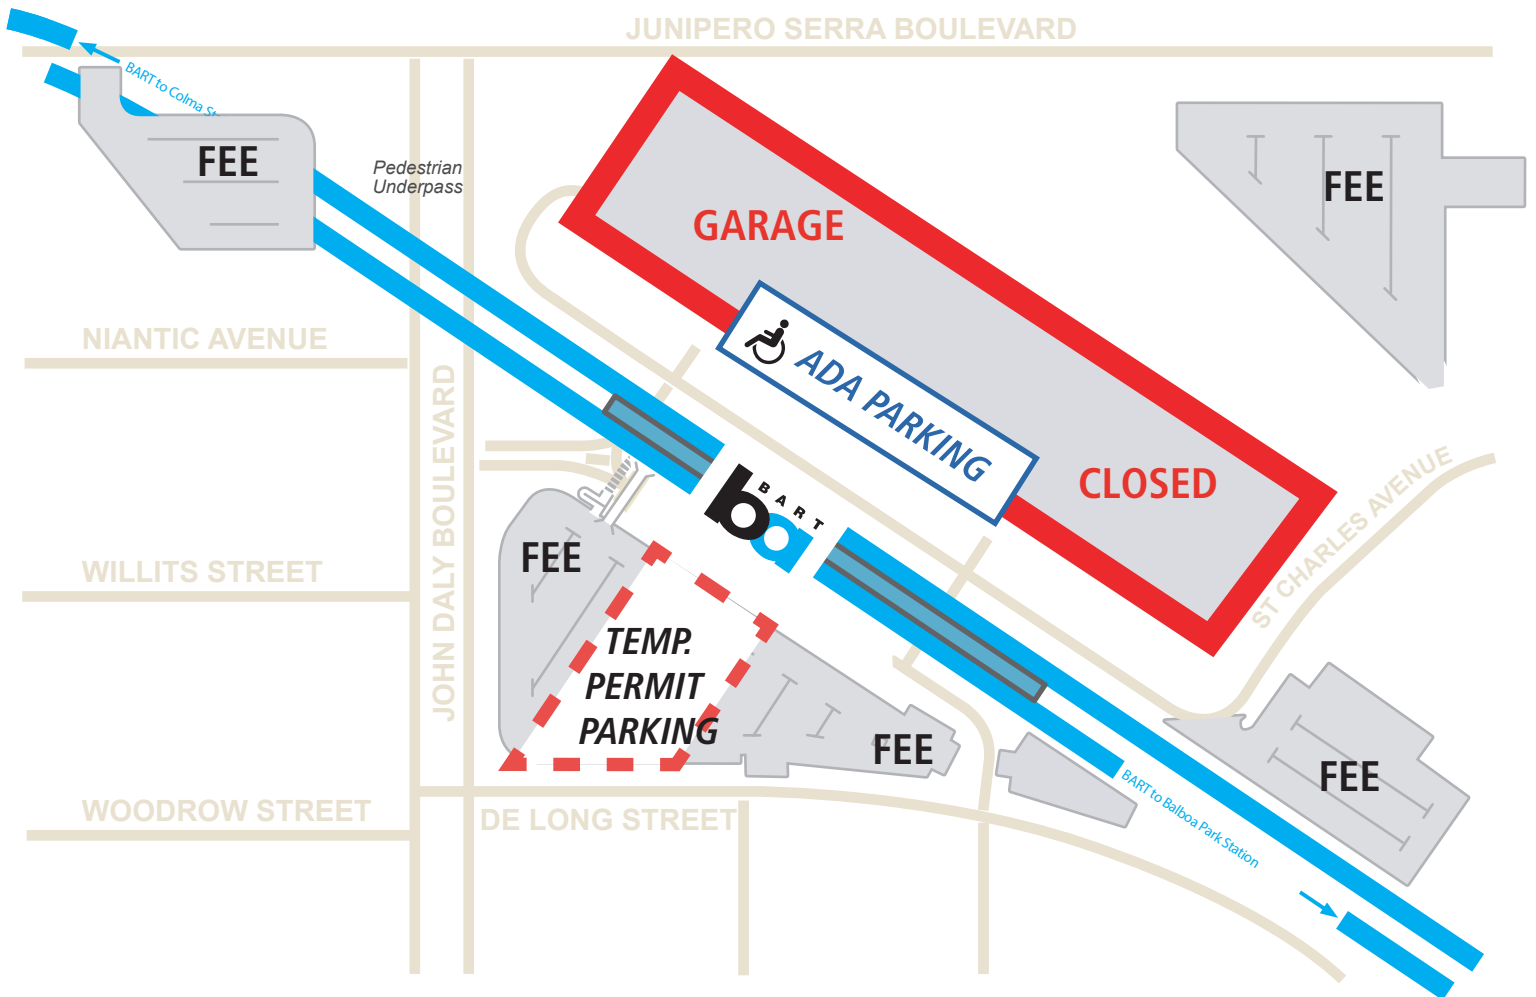 JUNIPERO SERRA BOULEVARD
BART to Colma St
FEE
Pedestrian
Underpass
FEE
GARAGE
NIANTIC AVENUE
ADA PARKING
JOHN DALY BOULEVARD
CLOSED
ST CHARLES AVENUE
BART
ba
WILLITS STREET
FEE
TEMP.
PERMIT
PARKING
FEE
FEE
WOODROW STREET
DE LONG STREET
BART to Balboa Park Station